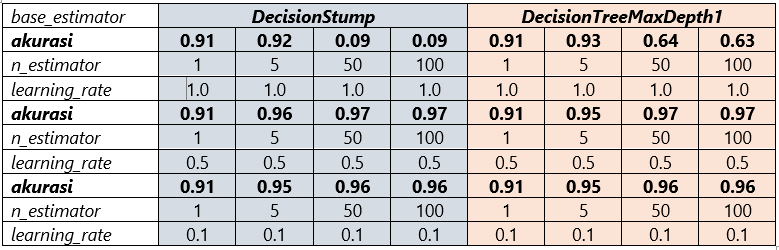 base_estimator DecisionStump DecisionTreeMaxDepth1
akurasi 0.91 0.92 0.09 0.09 0.91 0.93 0.64 0.63
n_estimator 1 5 50 100 1 5 50 100
learning_rate 1.0 1.0 1.0 1.0 1.0 1.0 1.0 1.0
akurasi 0.91 0.96 0.97 0.97 0.91 0.95 0.97 0.97
n_estimator 1 5 50 100 1 5 50 100
learning_rate 0.5 0.5 0.5 0.5 0.5 0.5 0.5 0.5
akurasi 0.91 0.95 0.96 0.96 0.91 0.95 0.96 0.96
n_estimator 1 5 50 100 1 5 50 100
learning_rate 0.1 0.1 0.1 0.1 0.1 0.1 0.1 0.1